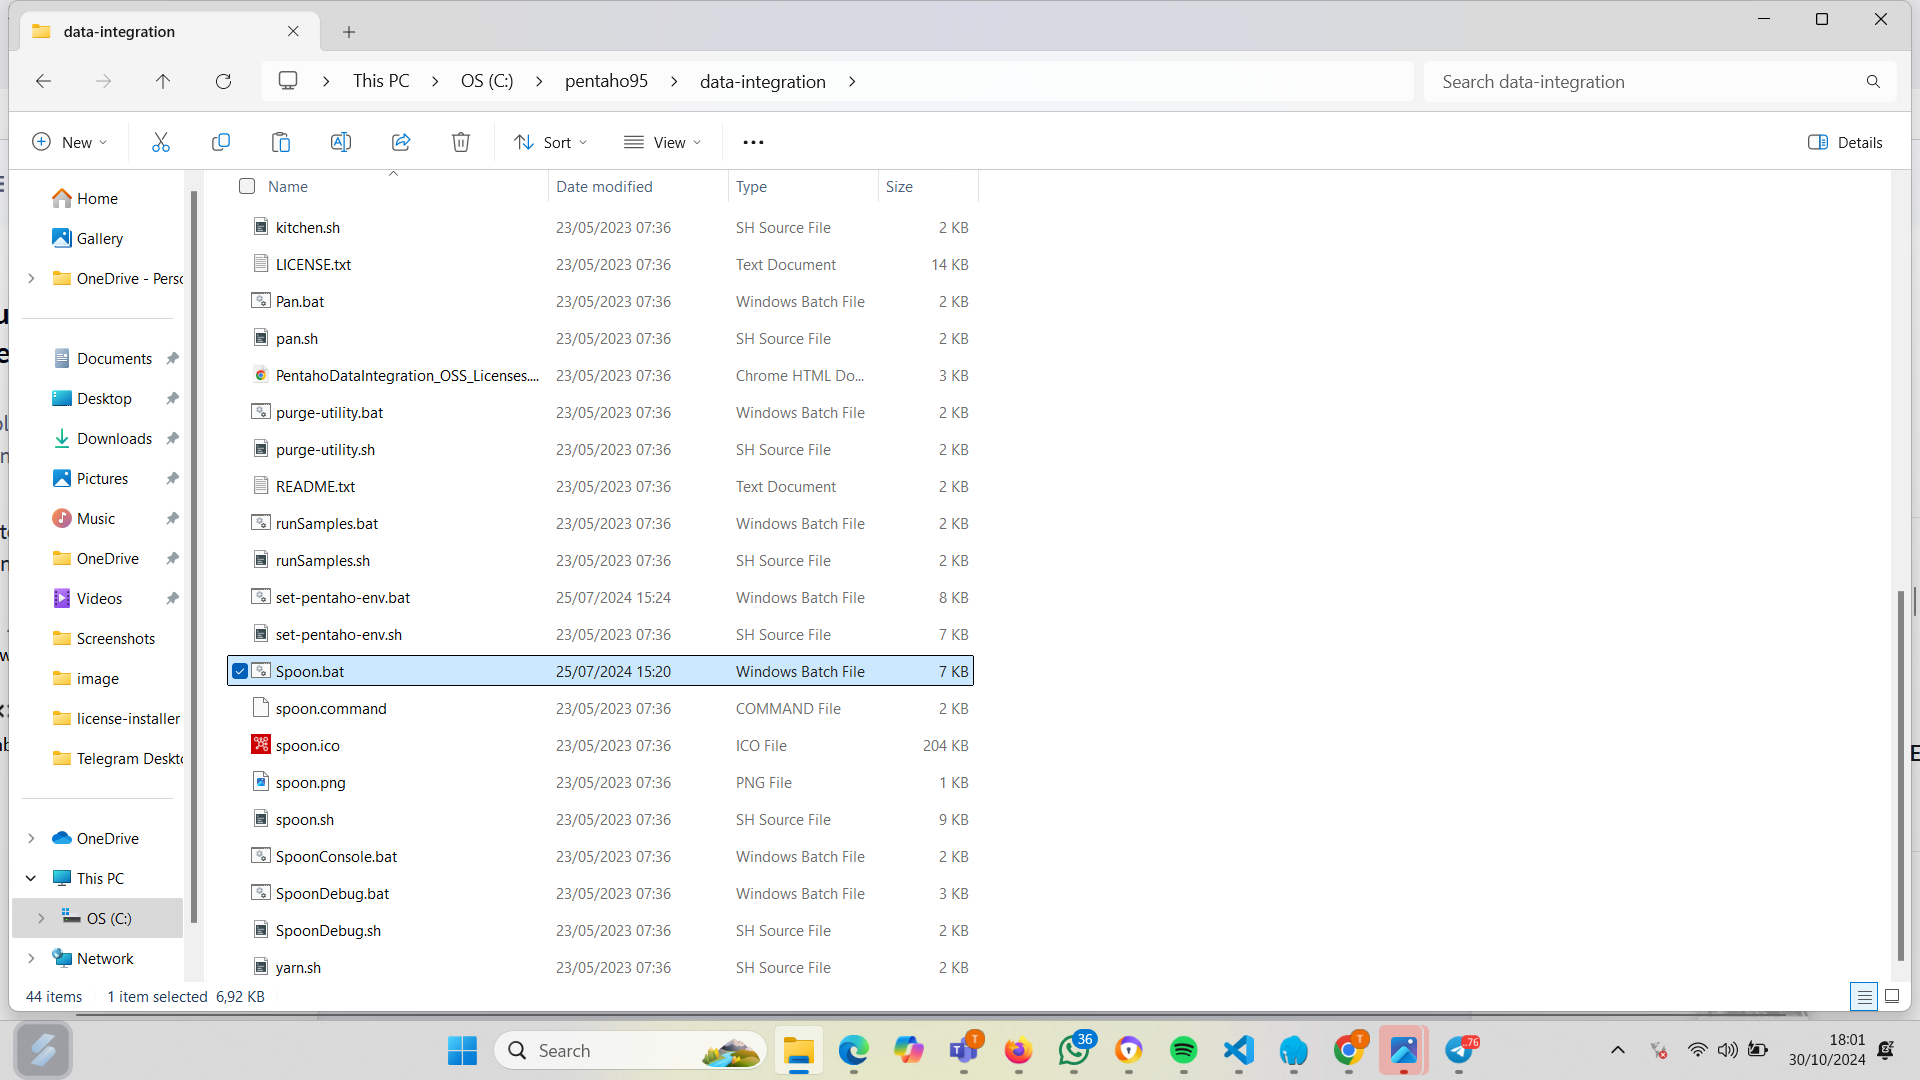 data-integration
This PC
OS (C:)
pentaho95
data-integration
Search data-integration
New
Sort
View
Details
Home
Gallery
OneDrive - Perso
Documents
Desktop
Downloads
Pictures
Music
OneDrive
Videos
Screenshots
image
license-installer
Telegram Deskto
OneDrive
This PC
OS (C:)
Network
Name Date modified Type Size
kitchen.sh 23/05/2023 07:36 SH Source File 2 KB
LICENSE.txt 23/05/2023 07:36 Text Document 14 KB
Pan.bat 23/05/2023 07:36 Windows Batch File 2 KB
pan.sh 23/05/2023 07:36 SH Source File 2 KB
PentahoDataIntegration_OSS_Licenses.... 23/05/2023 07:36 Chrome HTML Do... 3 KB
purge-utility.bat 23/05/2023 07:36 Windows Batch File 2 KB
purge-utility.sh 23/05/2023 07:36 SH Source File 2 KB
README.txt 23/05/2023 07:36 Text Document 2 KB
runSamples.bat 23/05/2023 07:36 Windows Batch File 2 KB
runSamples.sh 23/05/2023 07:36 SH Source File 2 KB
set-pentaho-env.bat 25/07/2024 15:24 Windows Batch File 8 KB
set-pentaho-env.sh 23/05/2023 07:36 SH Source File 7 KB
Spoon.bat 25/07/2024 15:20 Windows Batch File 7 KB
spoon.command 23/05/2023 07:36 COMMAND File 2 KB
spoon.ico 23/05/2023 07:36 ICO File 204 KB
spoon.png 23/05/2023 07:36 PNG File 1 KB
spoon.sh 23/05/2023 07:36 SH Source File 9 KB
SpoonConsole.bat 23/05/2023 07:36 Windows Batch File 2 KB
SpoonDebug.bat 23/05/2023 07:36 Windows Batch File 3 KB
SpoonDebug.sh 23/05/2023 07:36 SH Source File 2 KB
yarn.sh 23/05/2023 07:36 SH Source File 2 KB
44 items 1 item selected 6,92 KB
Search
T
36
T
..76
18:01
30/10/2024